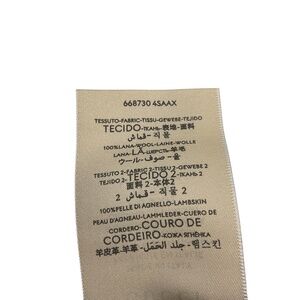 668730 4SAAX
TESSUTO-FABRIC-TISSU-GEWEBE-TEJIDO
TECIDO-ТКАНЬ-表地-面料
قماش - 직물
100%LANA-WOOL-LAINE-WOLLE
LANA-LÃ-ШЕРСТЬ-羊毛
ウール - صوف - 울
TESSUTO 2-FABRIC 2-TISSU 2-GEWEBE 2
TEJIDO 2-TECIDO 2-ТКАНЬ 2
面料 2-本体2
2 قماش - 직물 2
100%PELLE DI AGNELLO-LAMBSKIN
PEAU D'AGNEAU-LAMMLEDER-CUERO DE
CORDERO-COURO DE
CORDEIRO-КОЖА ЯГНЁНКА
羊皮革-羊革 - جلد الحمل - 램스킨